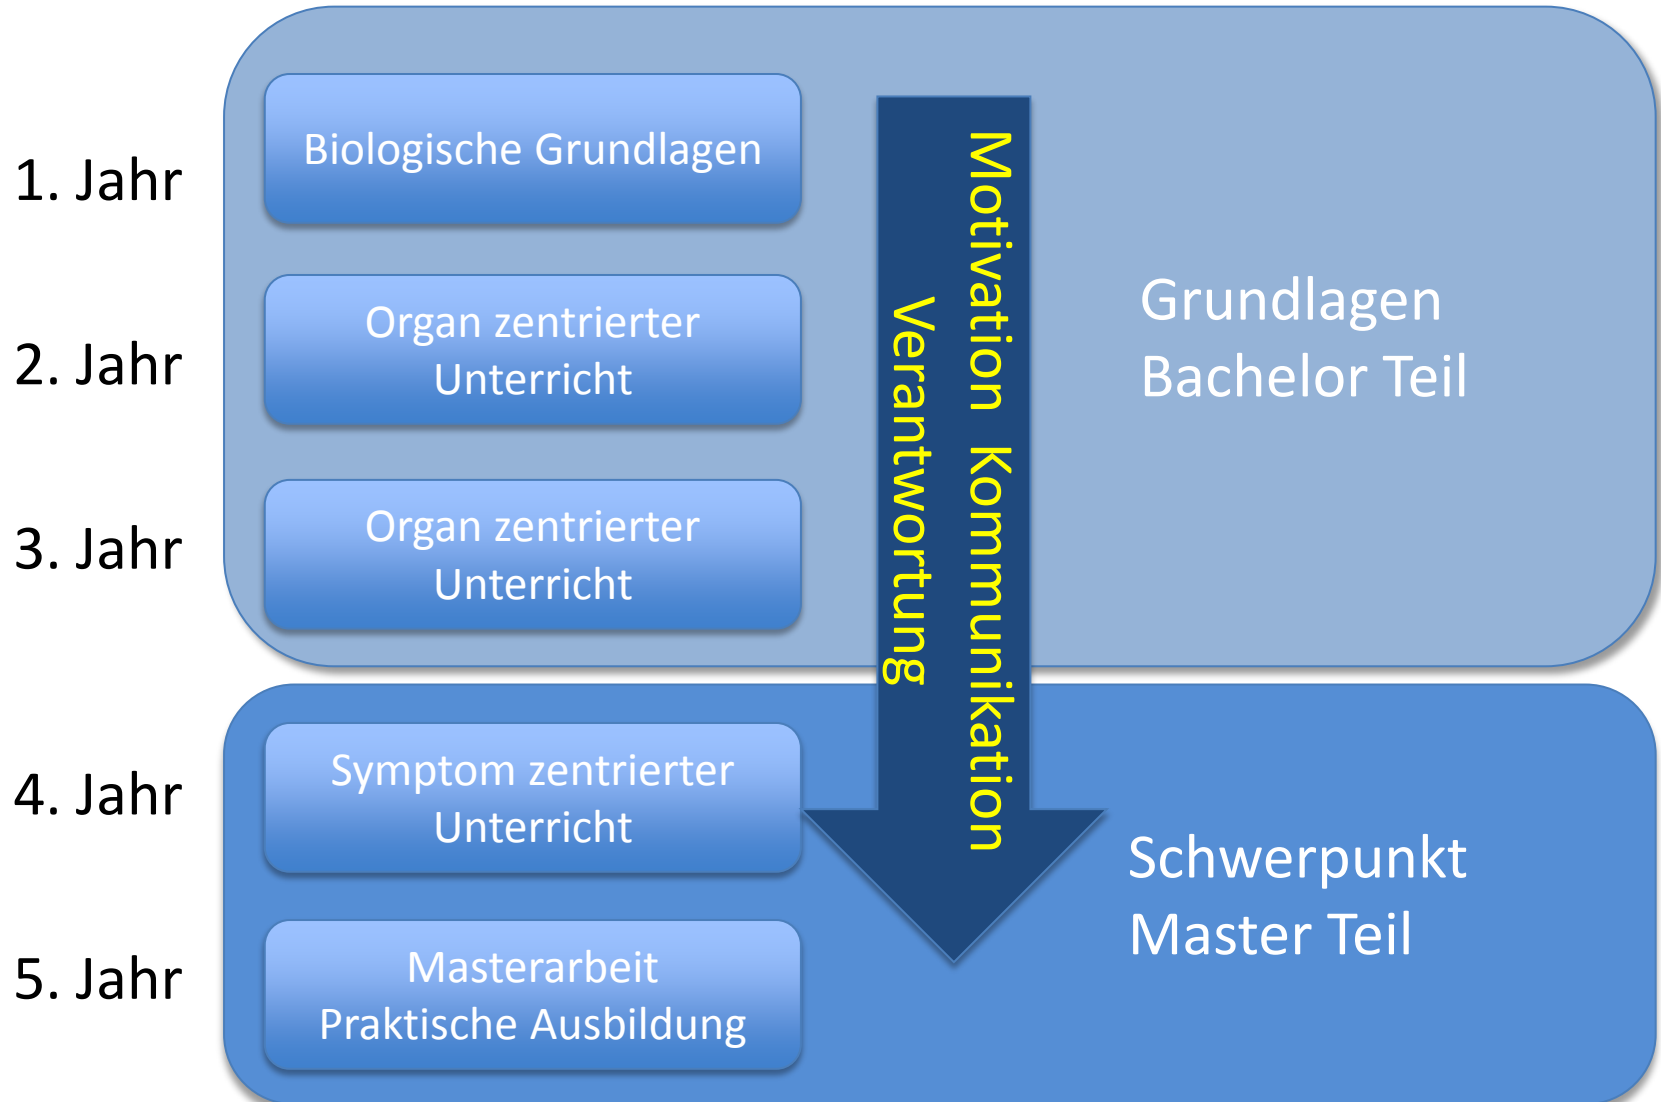 1. Jahr
Biologische Grundlagen
2. Jahr
Organ zentrierter
Unterricht
3. Jahr
Organ zentrierter
Unterricht
Motivation Kommunikation
Verantwortung
Grundlagen
Bachelor Teil
4. Jahr
Symptom zentrierter
Unterricht
5. Jahr
Masterarbeit
Praktische Ausbildung
Schwerpunkt
Master Teil